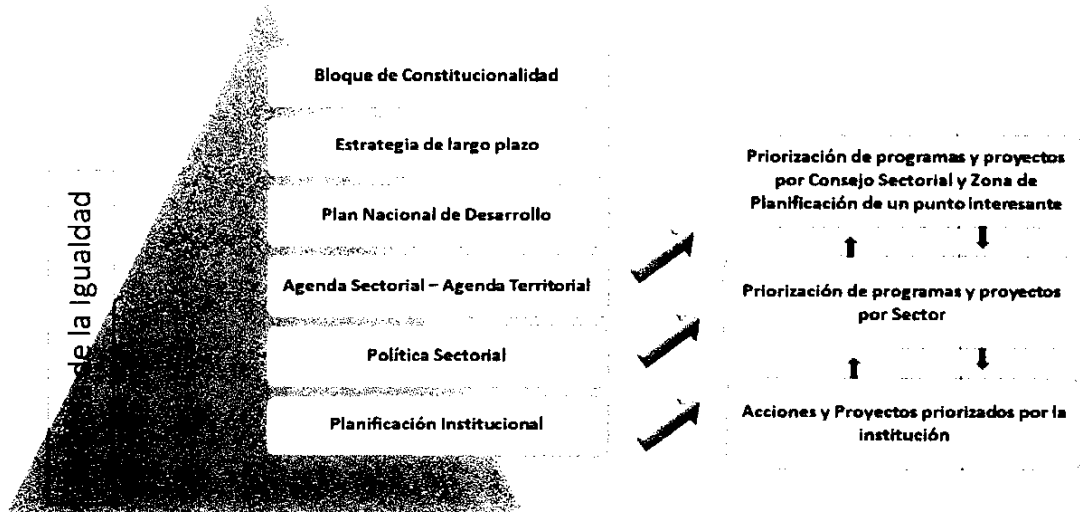 de la Igualdad
Bloque de Constitucionalidad
Estrategia de largo plazo
Plan Nacional de Desarrollo
Agenda Sectorial – Agenda Territorial
Política Sectorial
Planificación Institucional
Priorización de programas y proyectos
por Consejo Sectorial y Zona de
Planificación de un punto interesante
Priorización de programas y proyectos
por Sector
Acciones y Proyectos priorizados por la
institución